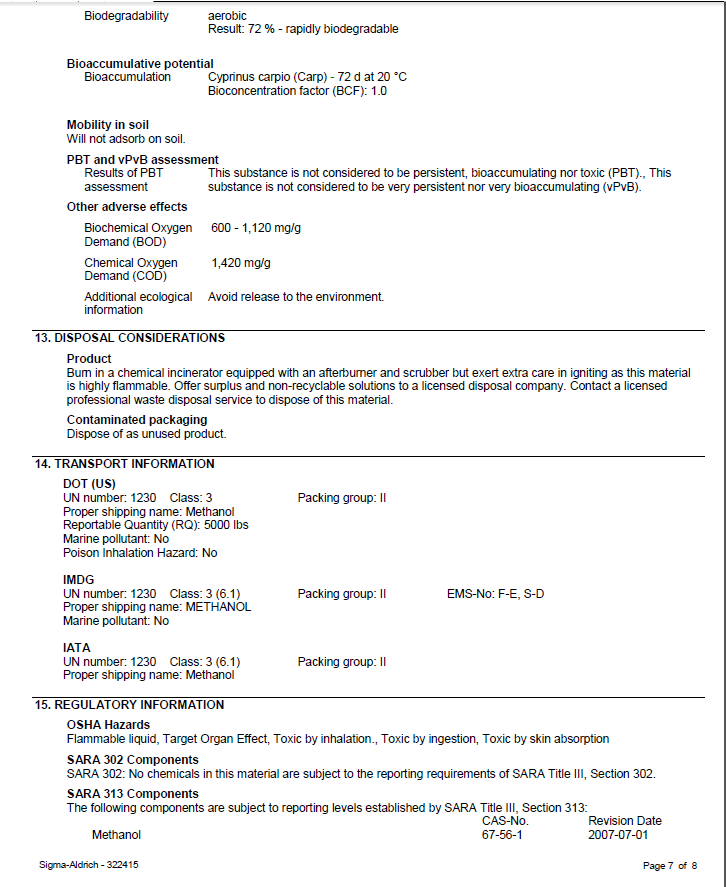 Biodegradability aerobic
Result: 72 % - rapidly biodegradable
Bioaccumulative potential
Bioaccumulation Cyprinus carpio (Carp) - 72 d at 20 °C
Bioconcentration factor (BCF): 1.0
Mobility in soil
Will not adsorb on soil.
PBT and vPvB assessment
Results of PBT This substance is not considered to be persistent, bioaccumulating nor toxic (PBT)., This
assessment substance is not considered to be very persistent nor very bioaccumulating (vPvB).
Other adverse effects
Biochemical Oxygen 600 - 1,120 mg/g
Demand (BOD)
Chemical Oxygen 1,420 mg/g
Demand (COD)
Additional ecological Avoid release to the environment.
information
13. DISPOSAL CONSIDERATIONS
Product
Burn in a chemical incinerator equipped with an afterburner and scrubber but exert extra care in igniting as this material
is highly flammable. Offer surplus and non-recyclable solutions to a licensed disposal company. Contact a licensed
professional waste disposal service to dispose of this material.
Contaminated packaging
Dispose of as unused product.
14. TRANSPORT INFORMATION
DOT (US)
UN number: 1230 Class: 3 Packing group: II
Proper shipping name: Methanol
Reportable Quantity (RQ): 5000 lbs
Marine pollutant: No
Poison Inhalation Hazard: No
IMDG
UN number: 1230 Class: 3 (6.1) Packing group: II EMS-No: F-E, S-D
Proper shipping name: METHANOL
Marine pollutant: No
IATA
UN number: 1230 Class: 3 (6.1) Packing group: II
Proper shipping name: Methanol
15. REGULATORY INFORMATION
OSHA Hazards
Flammable liquid, Target Organ Effect, Toxic by inhalation., Toxic by ingestion, Toxic by skin absorption
SARA 302 Components
SARA 302: No chemicals in this material are subject to the reporting requirements of SARA Title III, Section 302.
SARA 313 Components
The following components are subject to reporting levels established by SARA Title III, Section 313:
CAS-No. Revision Date
Methanol 67-56-1 2007-07-01
Sigma-Aldrich - 322415 Page 7 of 8